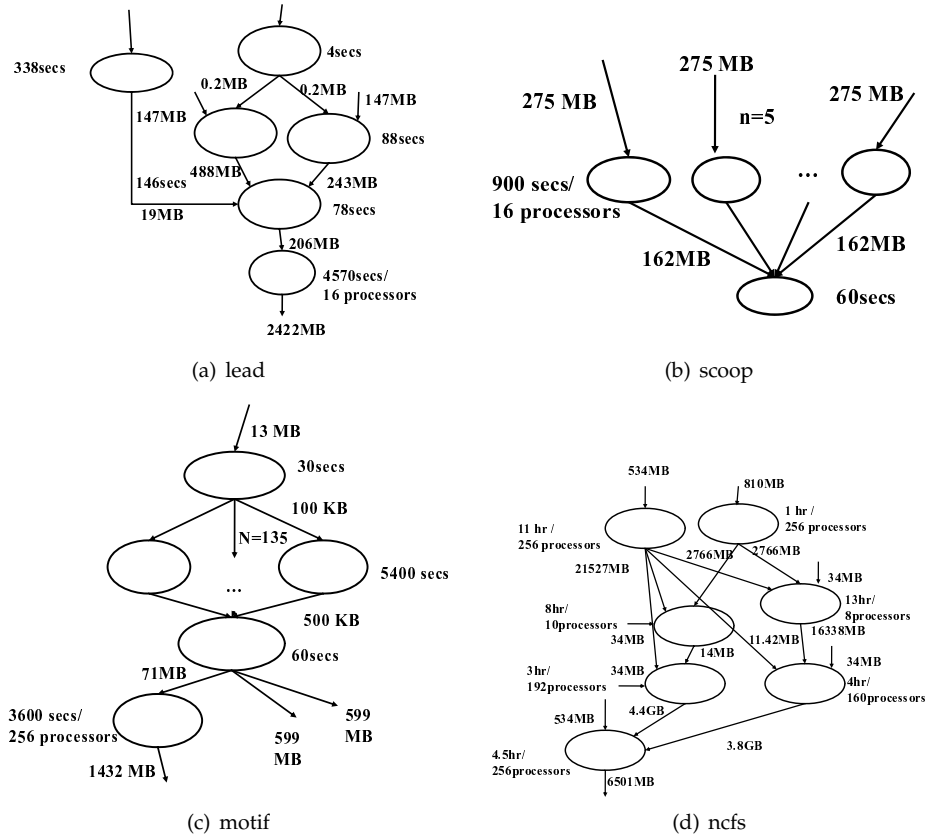 338secs
4secs
0.2MB
0.2MB
147MB
147MB
88secs
488MB
243MB
146secs
19MB
78secs
206MB
4570secs/
16 processors
2422MB
(a) lead
275 MB
275 MB
275 MB
n=5
...
900 secs/
16 processors
162MB
162MB
60secs
(b) scoop
13 MB
30secs
100 KB
N=135
...
5400 secs
500 KB
60secs
71MB
3600 secs/
256 processors
599
MB
599
MB
1432 MB
(c) motif
534MB
810MB
11 hr/
256 processors
1 hr/
256 processors
21527MB
2766MB
2766MB
34MB
13hr/
8processors
8hr/
10processors
34MB
14MB
11.42MB
16338MB
34MB
3hr/
192processors
34MB
4hr/
160processors
534MB
4.4GB
3.8GB
4.5hr/
256processors
6501MB
(d) ncfs